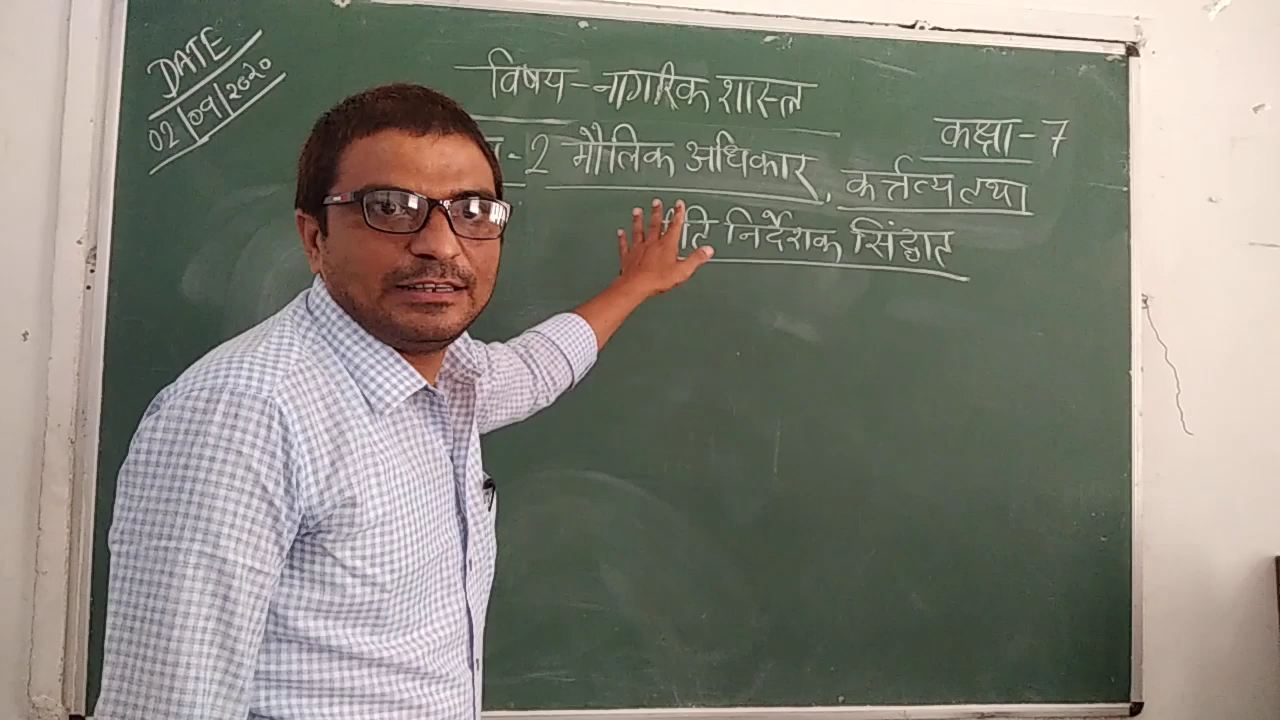 DATE
02/09/2020
विषय - नागरिक शास्त्र
कक्षा - 7
- 2 मौलिक अधिकार, कर्त्तव्य तथा
निर्देशक सिंद्धात